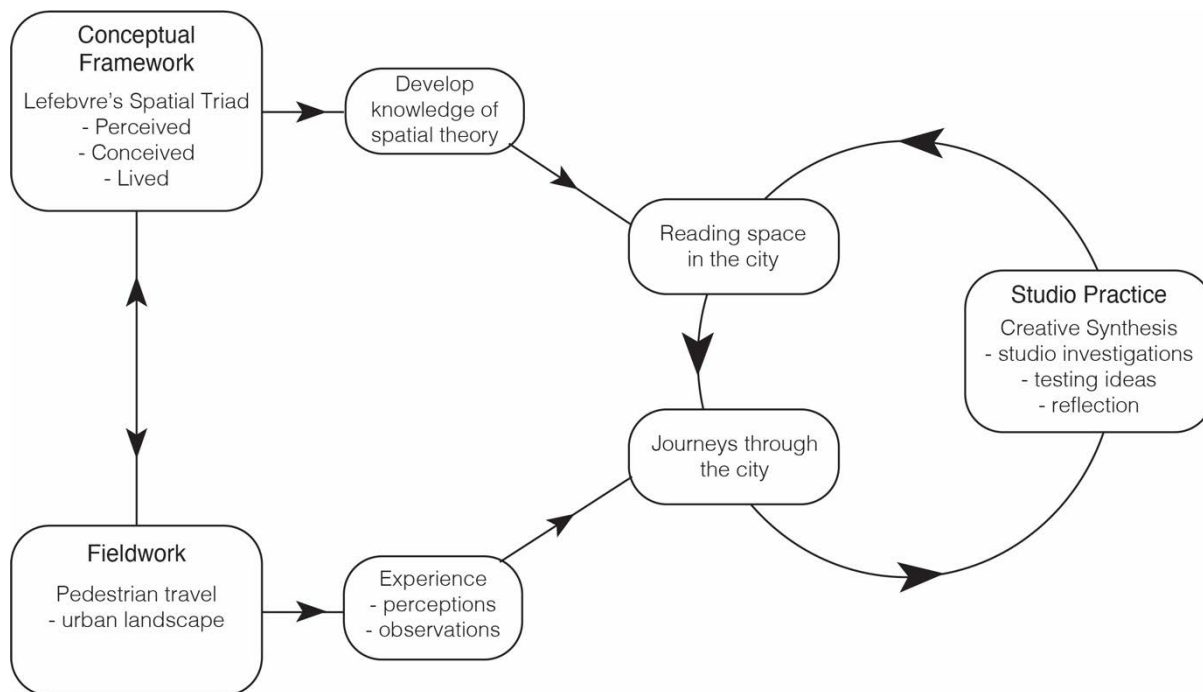 Conceptual
Framework
Lefebvre's Spatial Triad
- Perceived
- Conceived
- Lived
Develop
knowledge of
spatial theory
Reading space
in the city
Studio Practice
Creative Synthesis
- studio investigations
- testing ideas
- reflection
Journeys through
the city
Fieldwork
Pedestrian travel
- urban landscape
Experience
- perceptions
- observations